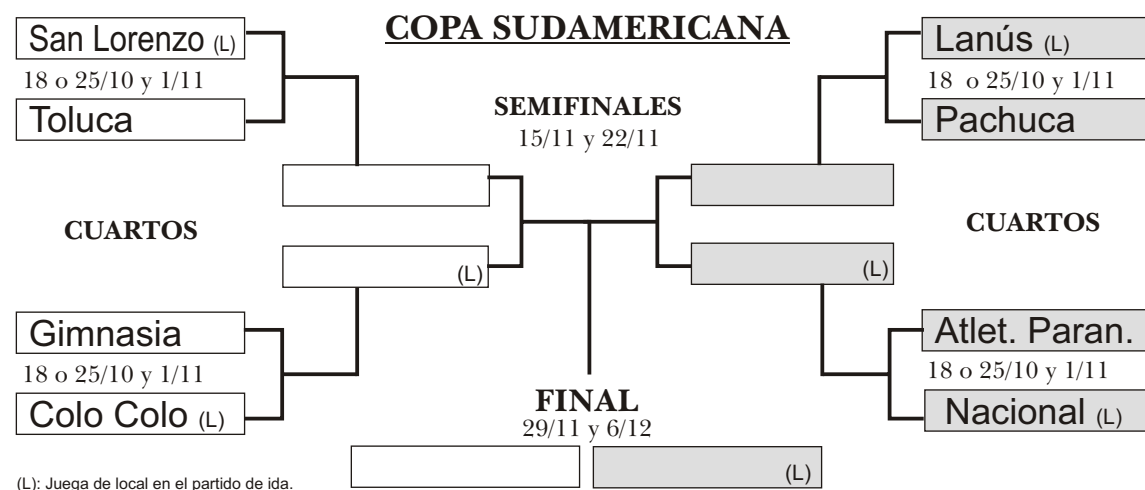 COPA SUDAMERICANA
San Lorenzo (L)
18 o 25/10 y 1/11
Toluca
CUARTOS
Gimnasia
18 o 25/10 y 1/11
Colo Colo (L)
(L): Juega de local en el partido de ida.
SEMIFINALES
15/11 y 22/11
(L)
(L)
FINAL
29/11 y 6/12
(L)
Lanús (L)
18 o 25/10 y 1/11
Pachuca
CUARTOS
Atlet. Paran.
18 o 25/10 y 1/11
Nacional (L)